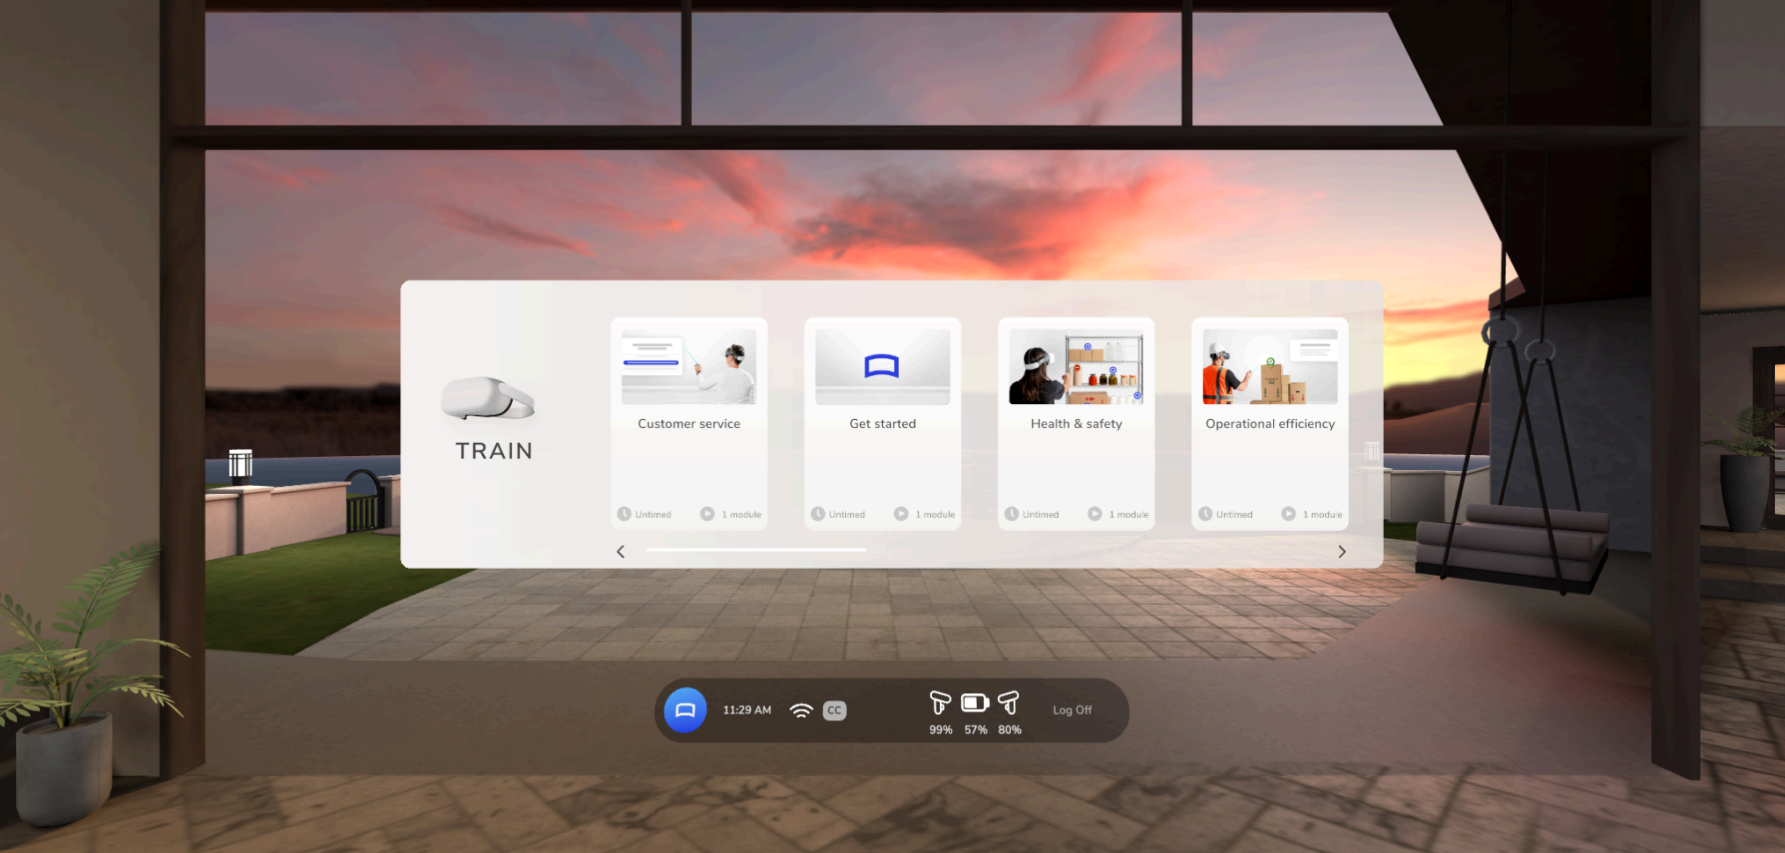 TRAIN
Customer service
Untimed
1 module
Get started
Untimed
1 module
Health & safety
Untimed
1 module
Operational efficiency
Untimed
1 module
11:29 AM
CC
99%
57%
80%
Log Off